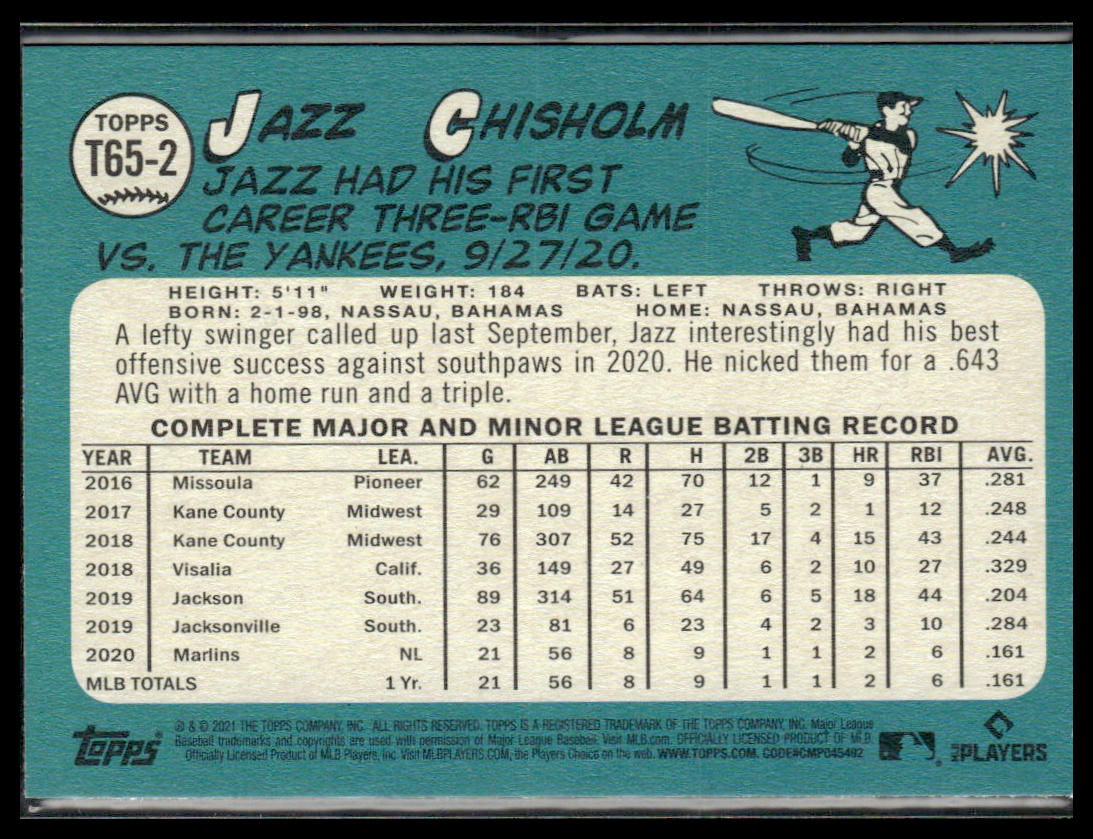 TOPPS
T65-2
JAZZ CHISHOLM
JAZZ HAD HIS FIRST
CAREER THREE-RBI GAME
VS. THE YANKEES, 9/27/20.
HEIGHT: 5'11" WEIGHT: 184 BATS: LEFT THROWS: RIGHT
BORN: 2-1-98, NASSAU, BAHAMAS HOME: NASSAU, BAHAMAS
A lefty swinger called up last September, Jazz interestingly had his best
offensive success against southpaws in 2020. He nicked them for a .643
AVG with a home run and a triple.
COMPLETE MAJOR AND MINOR LEAGUE BATTING RECORD
YEAR TEAM LEA. G AB R H 2B 3B HR RBI AVG.
2016 Missoula Pioneer 62 249 42 70 12 1 9 37 .281
2017 Kane County Midwest 29 109 14 27 5 2 1 12 .248
2018 Kane County Midwest 76 307 52 75 17 4 15 43 .244
2018 Visalia Calif. 36 149 27 49 6 2 10 27 .329
2019 Jackson South. 89 314 51 64 6 5 18 44 .204
2019 Jacksonville South. 23 81 6 23 4 2 3 10 .284
2020 Marlins NL 21 56 8 9 1 1 2 6 .161
MLB TOTALS 1 Yr. 21 56 8 9 1 1 2 6 .161
topps
® & © 2021 THE TOPPS COMPANY, INC. ALL RIGHTS RESERVED. TOPPS IS A REGISTERED TRADEMARK OF THE TOPPS COMPANY, INC. Major League
Baseball trademarks and copyrights are used with permission of Major League Baseball. Visit MLB.com. OFFICIALLY LICENSED PRODUCT OF MLB
Officially Licensed Product of MLB Players, Inc. Visit MLBPLAYERS.COM, the Players Choice on the web. WWW.TOPPS.COM. CODE#CMP045482
PLAYERS